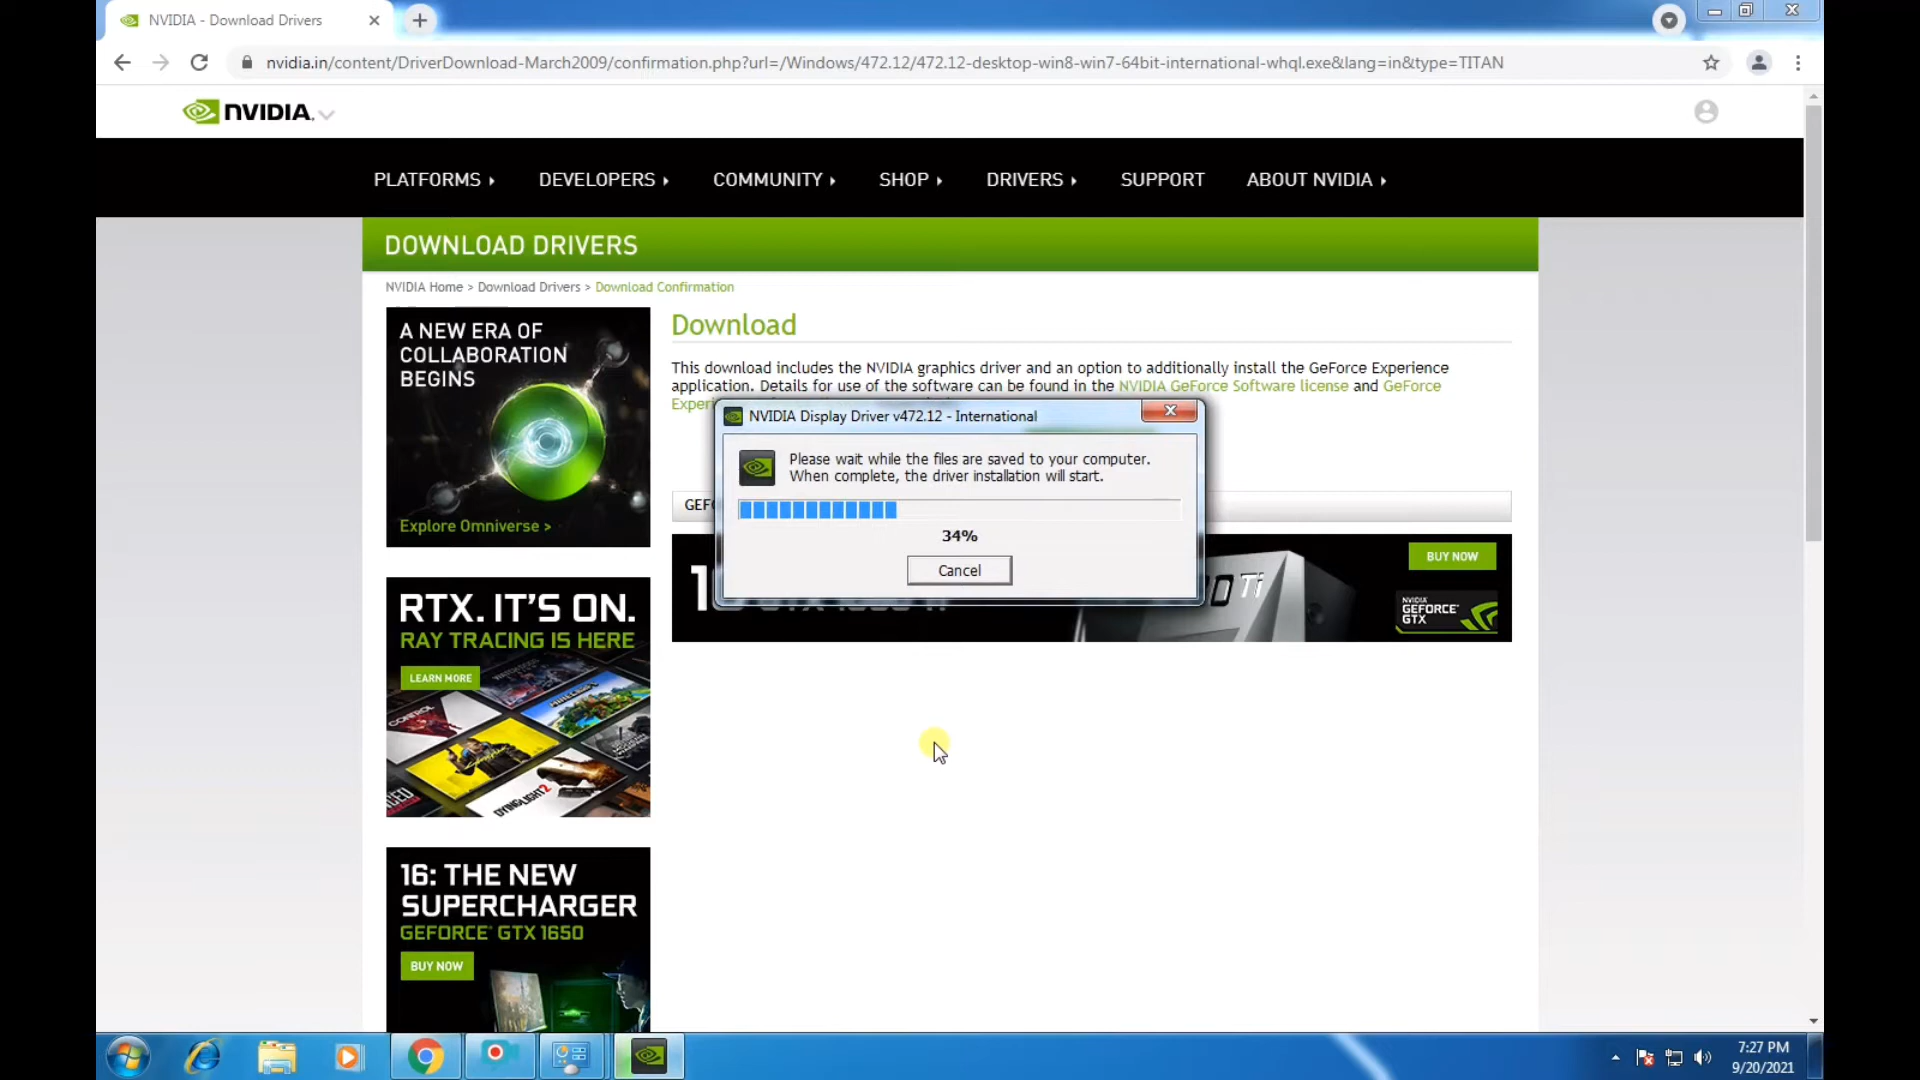 NVIDIA - Download Drivers
nvidia.in/content/DriverDownload-March2009/confirmation.php?url=/Windows/472.12/472.12-desktop-win8-win7-64bit-international-whql.exe&lang=in&type=TITAN
NVIDIA.
PLATFORMS DEVELOPERS COMMUNITY SHOP DRIVERS SUPPORT ABOUT NVIDIA
DOWNLOAD DRIVERS
NVIDIA Home > Download Drivers > Download Confirmation
A NEW ERA OF
COLLABORATION
BEGINS
Explore Omniverse >
Download
This download includes the NVIDIA graphics driver and an option to additionally install the GeForce Experience
application. Details for use of the software can be found in the NVIDIA GeForce Software license and GeForce
NVIDIA Display Driver v472.12 - International
Please wait while the files are saved to your computer.
When complete, the driver installation will start.
34%
Cancel
BUY NOW
NVIDIA
GEFORCE
GTX
Ti
RTX. IT'S ON.
RAY TRACING IS HERE
LEARN MORE
CONTROL
MINECRAFT
DYING LIGHT 2
16: THE NEW
SUPERCHARGER
GEFORCE GTX 1650
BUY NOW
7:27 PM
9/20/2021